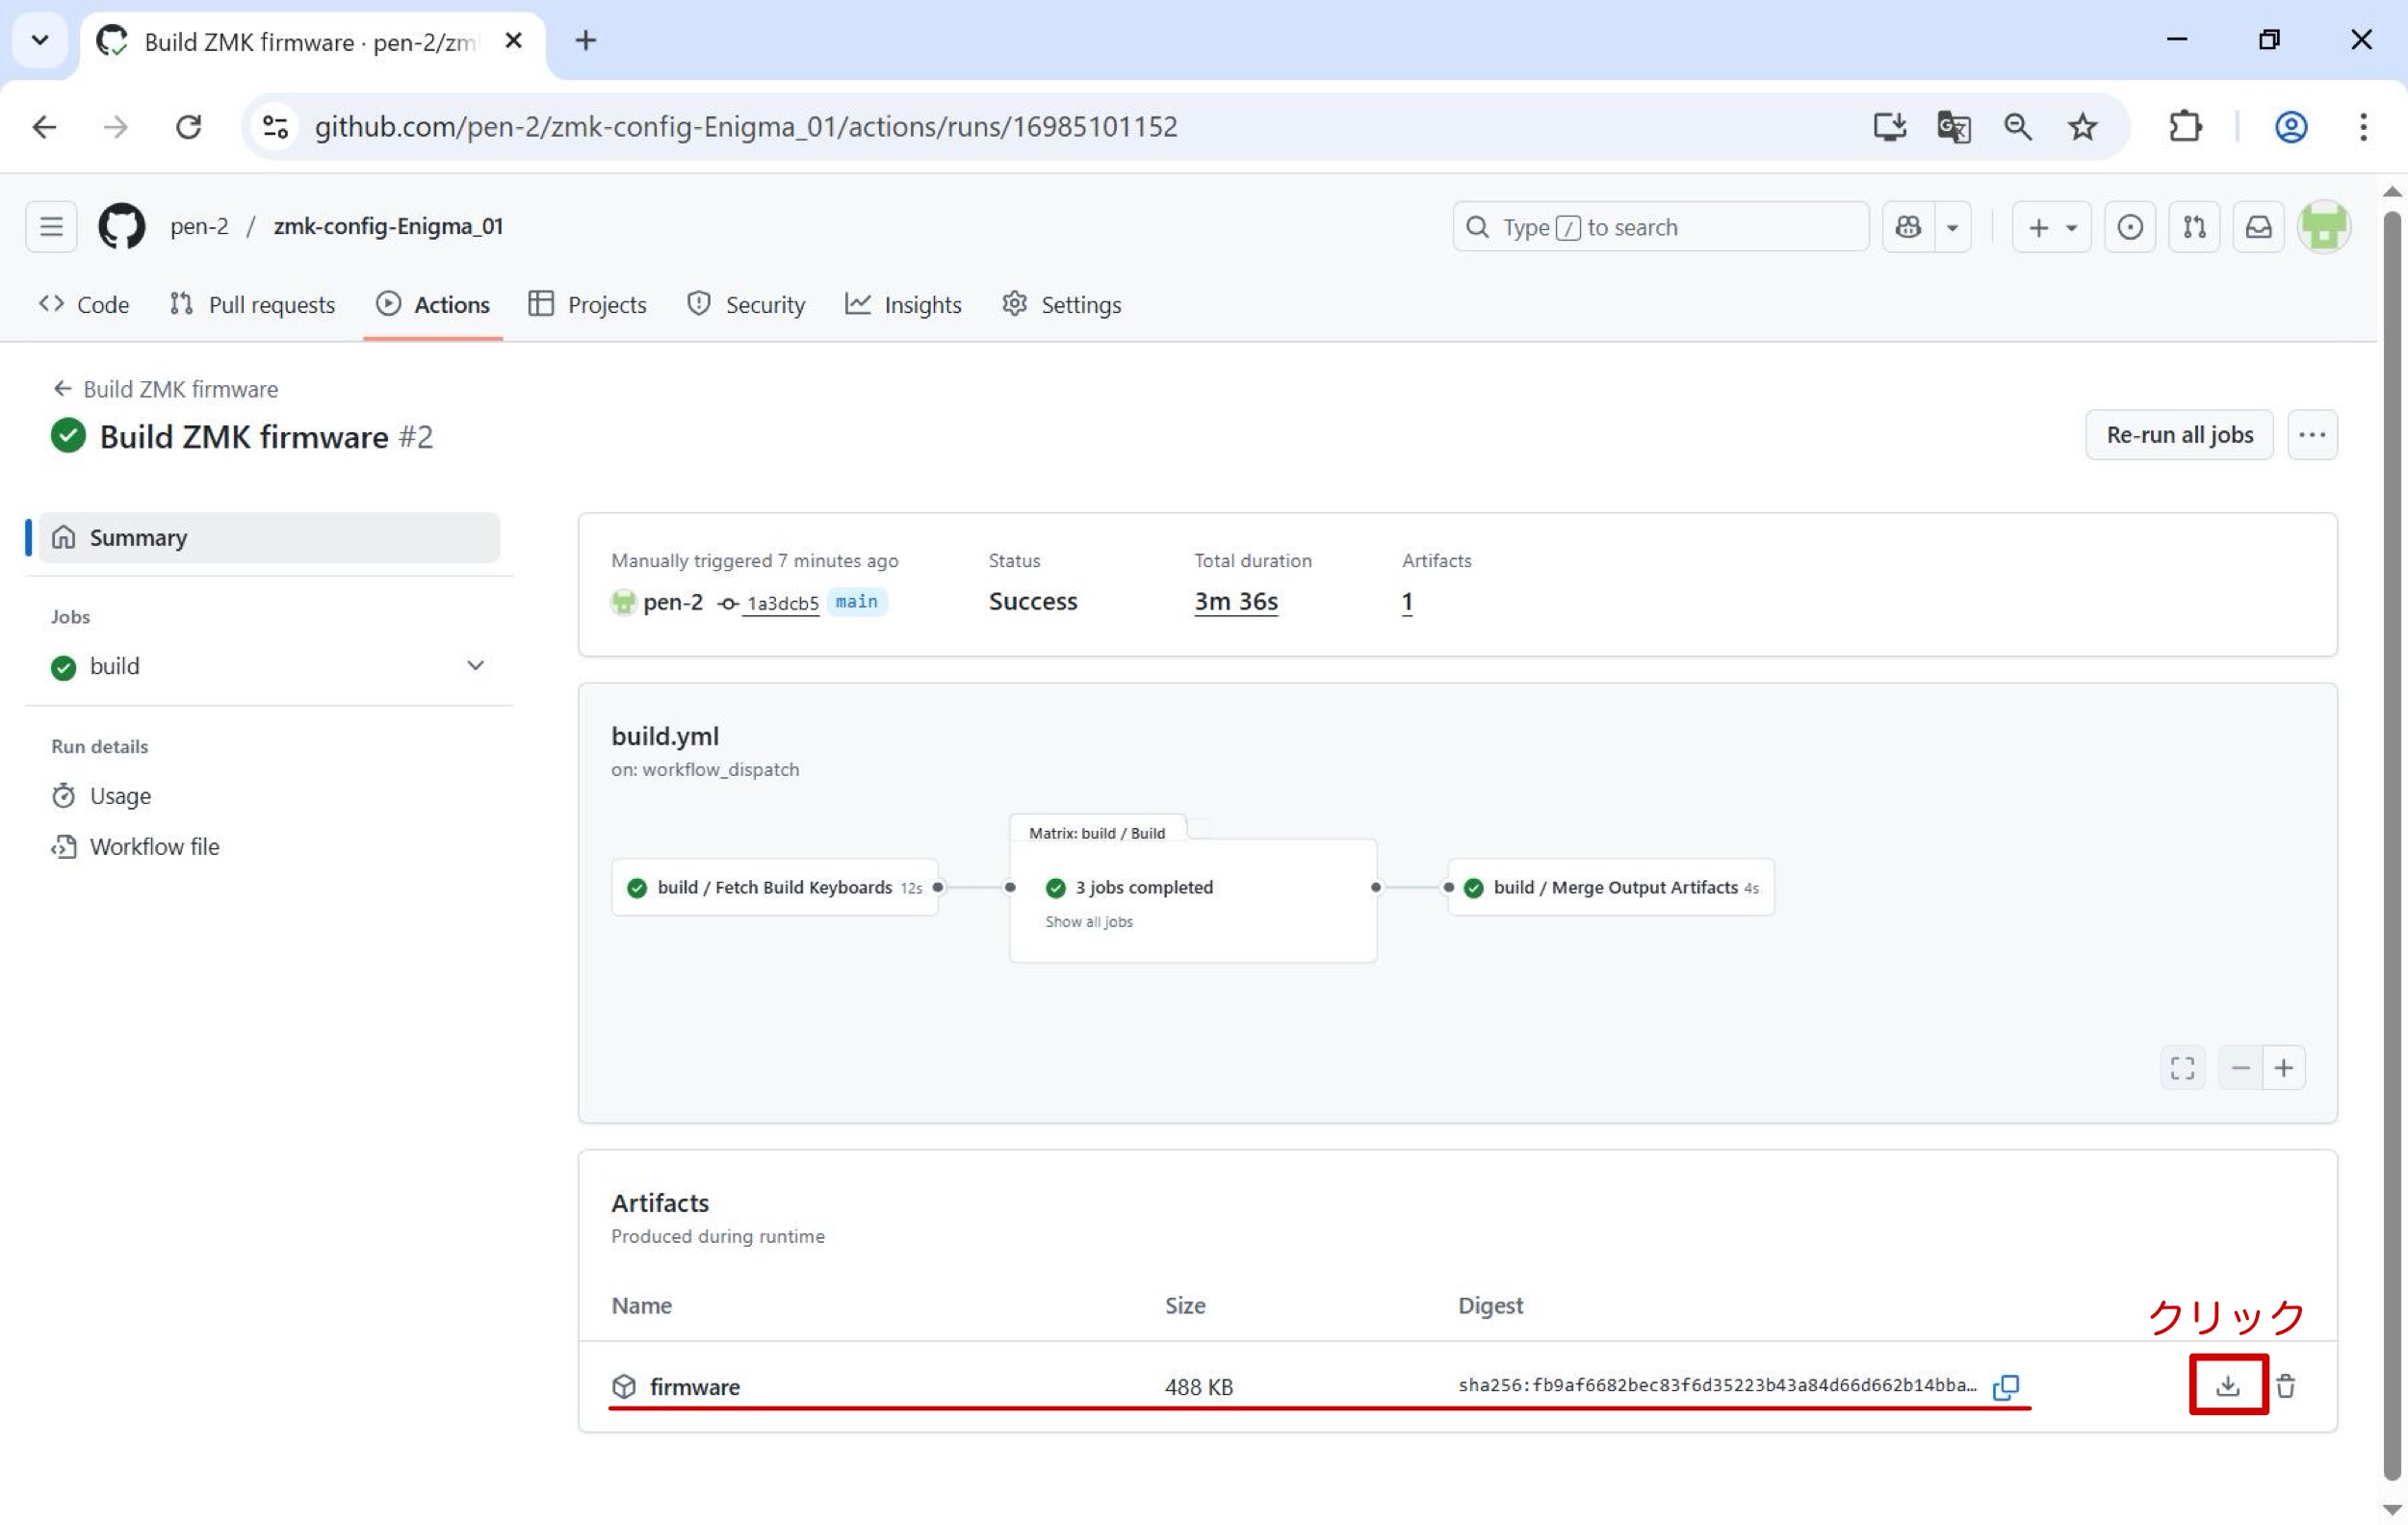 Build ZMK firmware · pen-2/zm
github.com/pen-2/zmk-config-Enigma_01/actions/runs/16985101152
pen-2 / zmk-config-Enigma_01
Type / to search
Code Pull requests Actions Projects Security Insights Settings
Build ZMK firmware
Build ZMK firmware #2
Re-run all jobs
Summary
Jobs
build
Run details
Usage
Workflow file
Manually triggered 7 minutes ago Status Total duration Artifacts
pen-2 1a3dcb5 main Success 3m 36s 1
build.yml
on: workflow_dispatch
Matrix: build / Build
build / Fetch Build Keyboards 12s 3 jobs completed build / Merge Output Artifacts 4s
Show all jobs
Artifacts
Produced during runtime
Name Size Digest
クリック
firmware 488 KB sha256:fb9af6682bec83f6d35223b43a84d66d662b14bba…